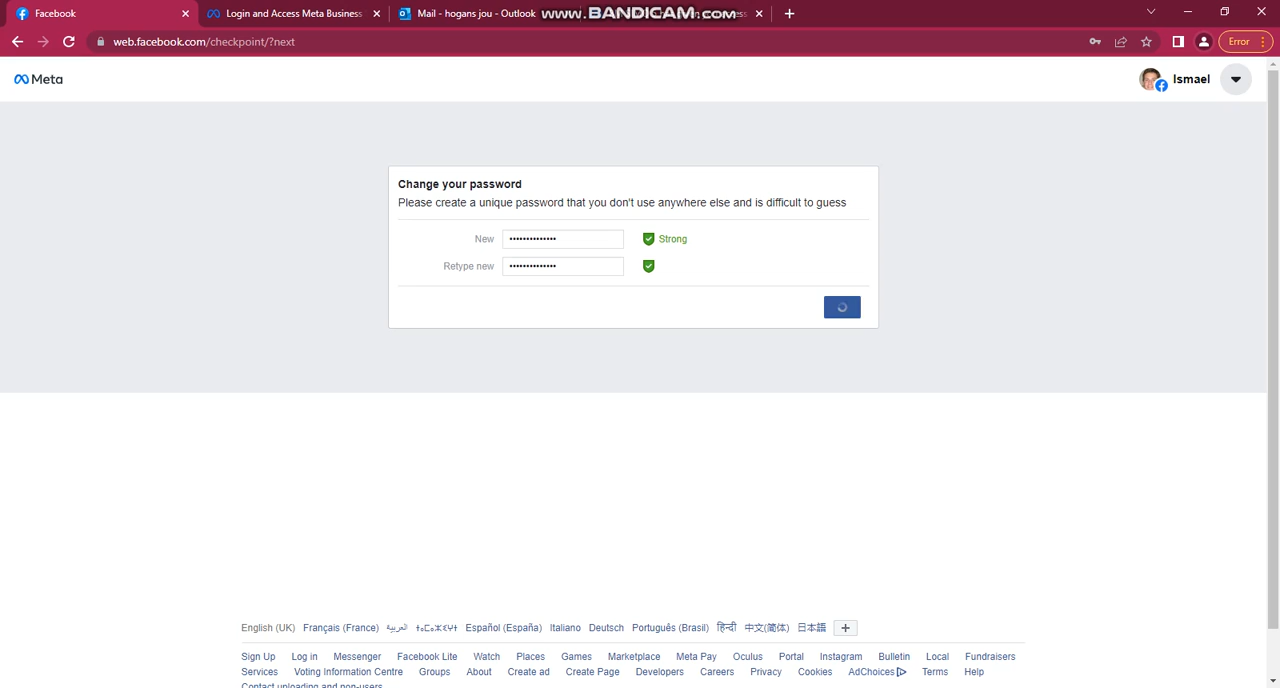 Facebook
Login and Access Meta Business
Mail - hogans jou - Outlook
www.BANDICAM.com
web.facebook.com/checkpoint/?next
Error
Meta
Ismael
Change your password
Please create a unique password that you don't use anywhere else and is difficult to guess
New •••••••••••••• Strong
Retype new ••••••••••••••
English (UK) Français (France) العربية ⵜⴰⵎⴰⵣⵉⵖⵜ Español (España) Italiano Deutsch Português (Brasil) हिन्दी 中文(简体) 日本語 +
Sign Up Log in Messenger Facebook Lite Watch Places Games Marketplace Meta Pay Oculus Portal Instagram Bulletin Local Fundraisers
Services Voting Information Centre Groups About Create ad Create Page Developers Careers Privacy Cookies AdChoices Terms Help
Contact uploading and non-users